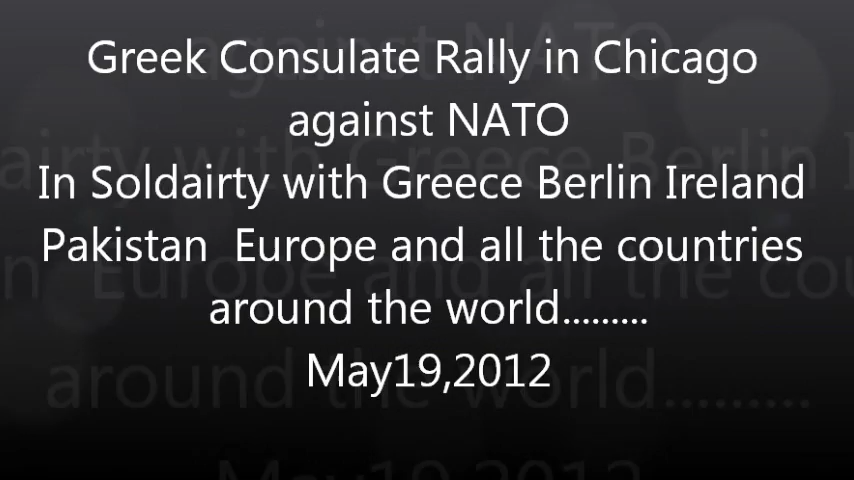 Greek Consulate Rally in Chicago
against NATO
In Soldairty with Greece Berlin Ireland
Pakistan  Europe and all the countries
around the world.........
May19,2012